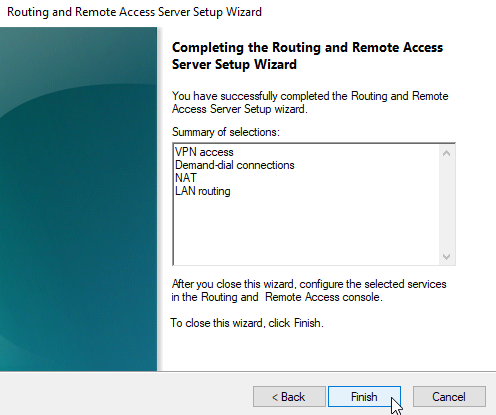 Routing and Remote Access Server Setup Wizard
Completing the Routing and Remote Access
Server Setup Wizard
You have successfully completed the Routing and Remote
Access Server Setup wizard.
Summary of selections:
VPN access
Demand-dial connections
NAT
LAN routing
After you close this wizard, configure the selected services
in the Routing and  Remote Access console.
To close this wizard, click Finish.
< Back
Finish
Cancel